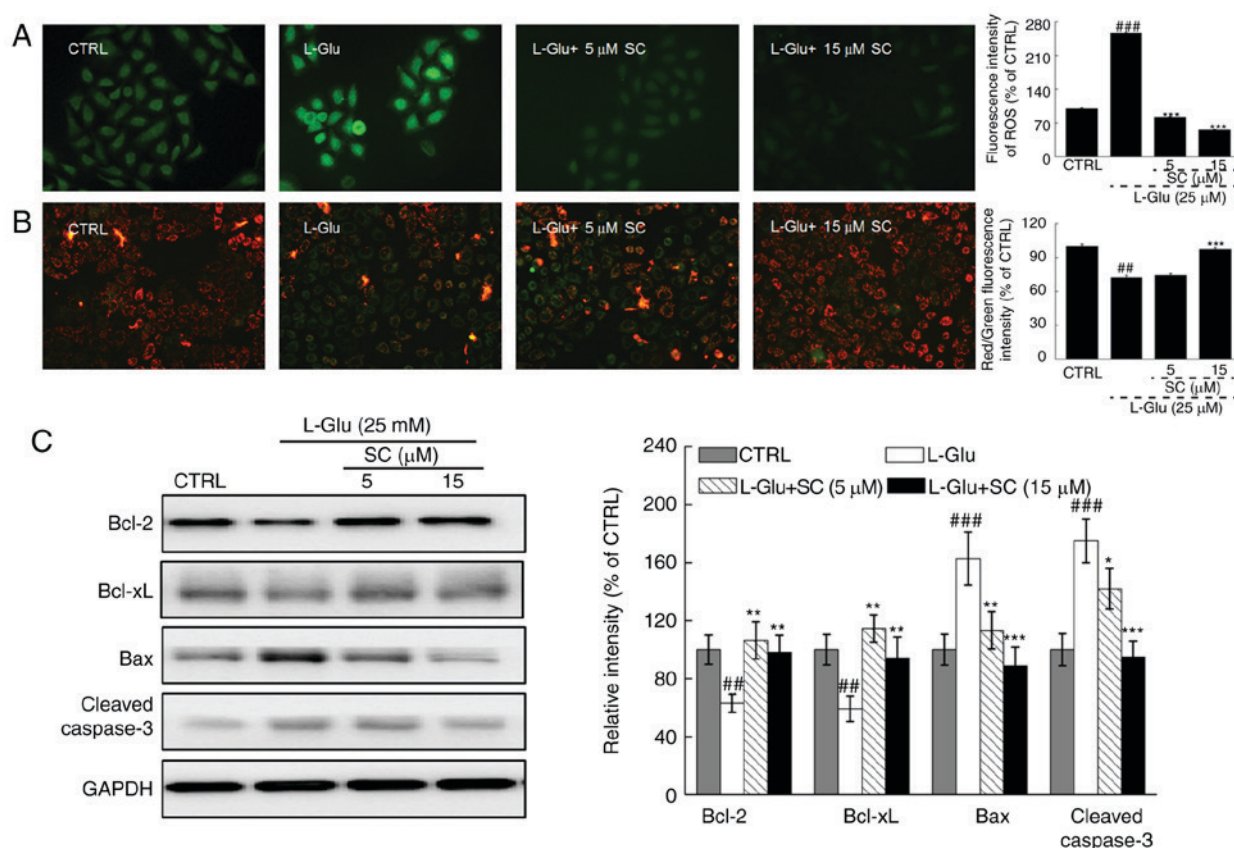 A
CTRL
L-Glu
L-Glu+ 5 μM SC
L-Glu+ 15 μM SC
Fluorescence intensity
of ROS (% of CTRL)
280
210
140
70
0
###
***
***
CTRL
5
15
SC (μM)
L-Glu (25 μM)
B
CTRL
L-Glu
L-Glu+ 5 μM SC
L-Glu+ 15 μM SC
Red/Green fluorescence
intensity (% of CTRL)
120
90
60
30
0
##
***
CTRL
5
15
SC (μM)
L-Glu (25 μM)
C
L-Glu (25 mM)
SC (μM)
CTRL
5
15
Bcl-2
Bcl-xL
Bax
Cleaved
caspase-3
GAPDH
Relative intensity (% of CTRL)
240
200
160
120
80
40
0
CTRL
L-Glu
L-Glu+SC (5 μM)
L-Glu+SC (15 μM)
##
**
**
##
**
**
###
**
***
###
*
***
Bcl-2
Bcl-xL
Bax
Cleaved
caspase-3